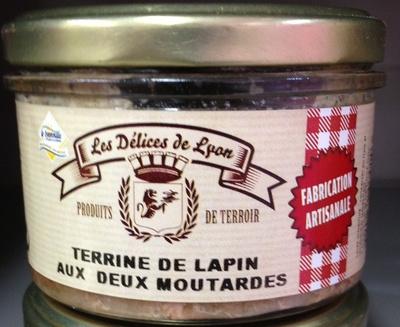 Les Délices de Lyon
PRODUITS DE TERROIR
FABRICATION
ARTISANALE
TERRINE DE LAPIN
AUX DEUX MOUTARDES